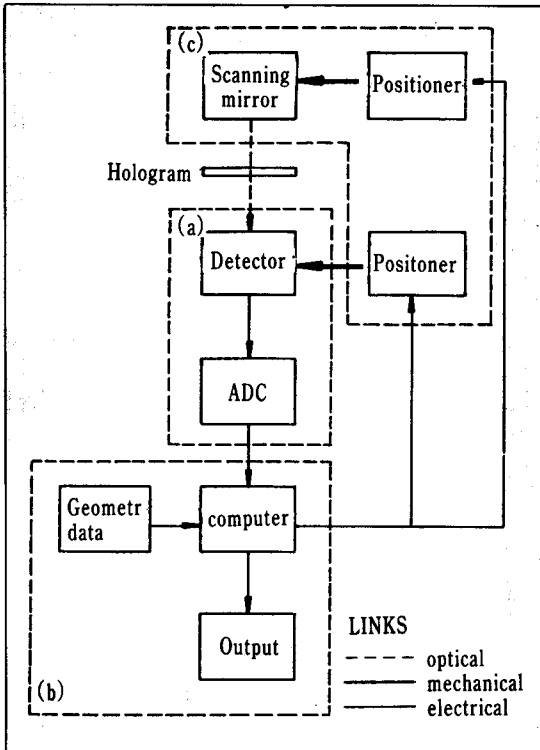 (c)
Scanning
mirror
Positioner
Hologram
(a)
Detector
Positoner
ADC
Geometr
data
computer
Output
(b)
LINKS
optical
mechanical
electrical